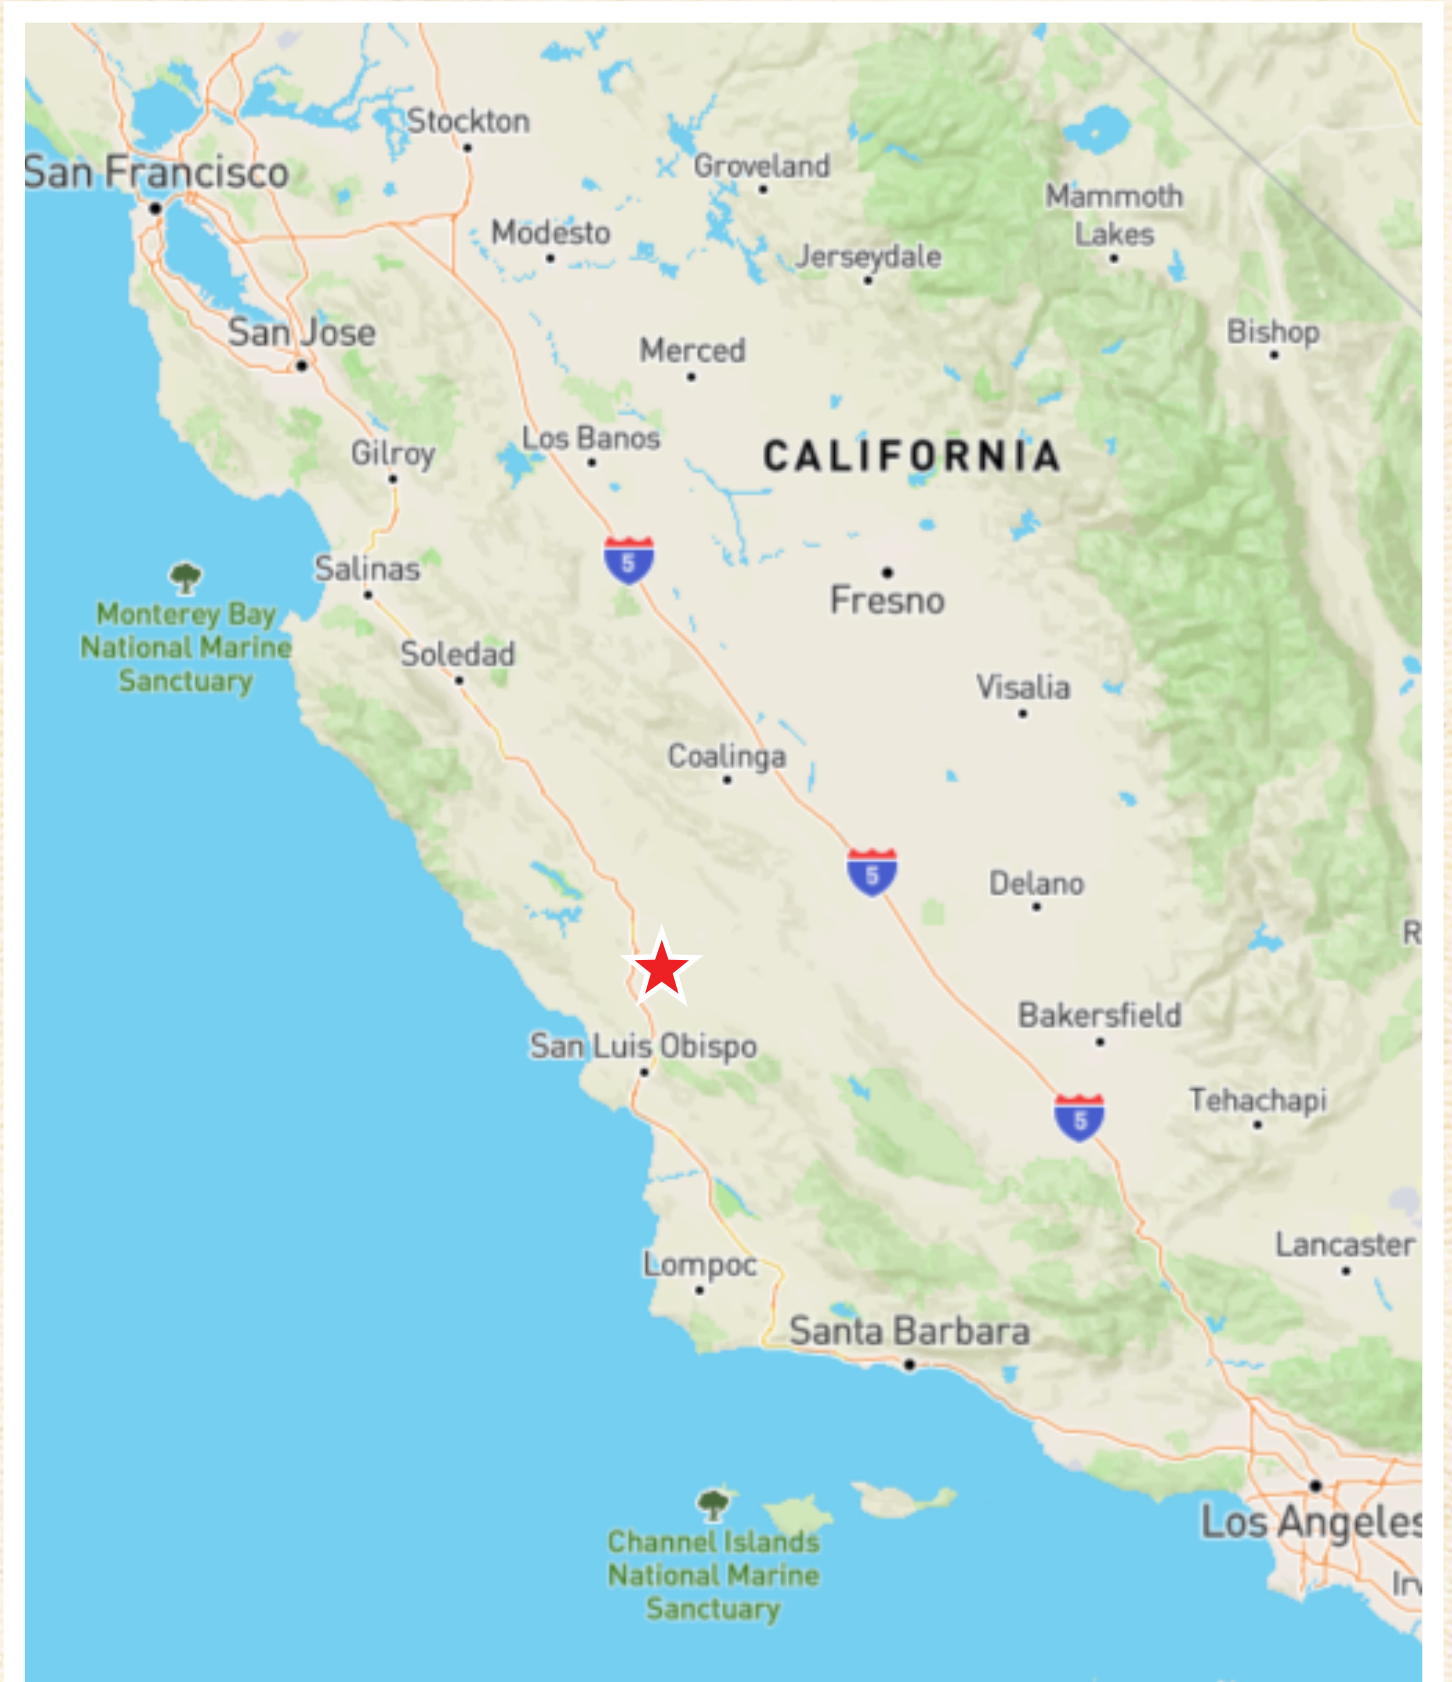 Stockton
San Francisco
Groveland
Mammoth
Lakes
Modesto
Jerseydale
San Jose
Bishop
Merced
Los Banos
Gilroy
CALIFORNIA
5
Salinas
Fresno
Monterey Bay
National Marine
Sanctuary
Soledad
Visalia
Coalinga
5
Delano
R
Bakersfield
San Luis Obispo
5
Tehachapi
Lancaster
Lompoc
Santa Barbara
Los Angeles
Channel Islands
National Marine
Sanctuary
Irv